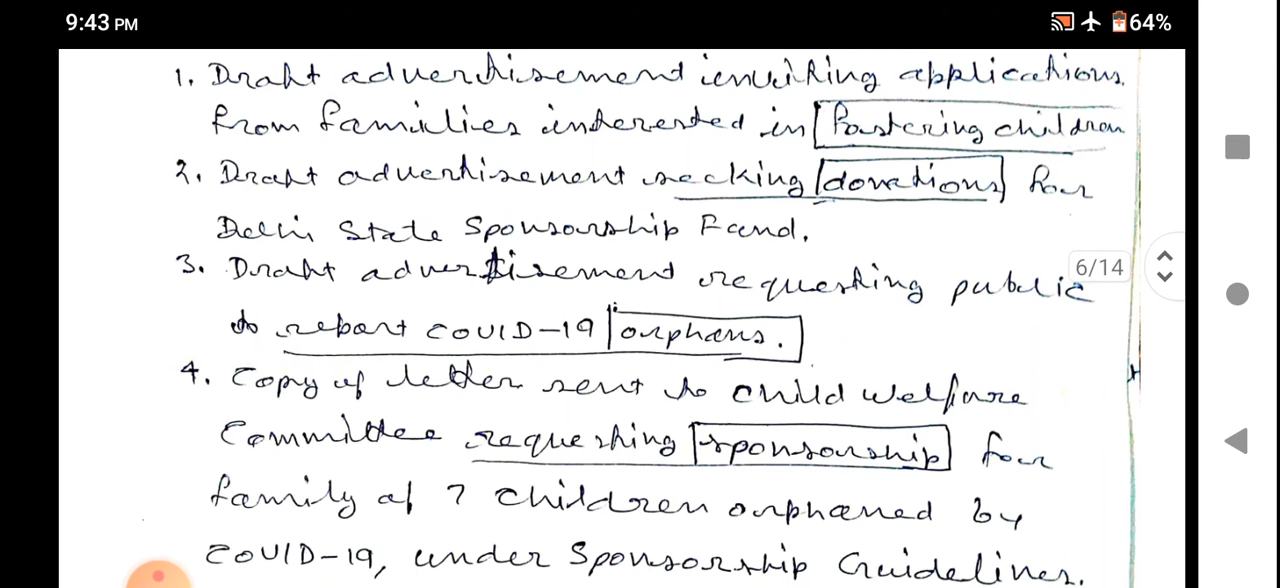 9:43 PM
64%
1. Draft advertisement inviting applications
from families interested in fostering children
2. Draft advertisement seeking donations for
Delhi State Sponsorship Fund.
3. Draft advertisement requesting public
6/14
to report COVID-19 orphans.
4. Copy of letter sent to Child Welfare
Committee requesting sponsorship for
family of 7 children orphaned by
COVID-19, under Sponsorship Guidelines.